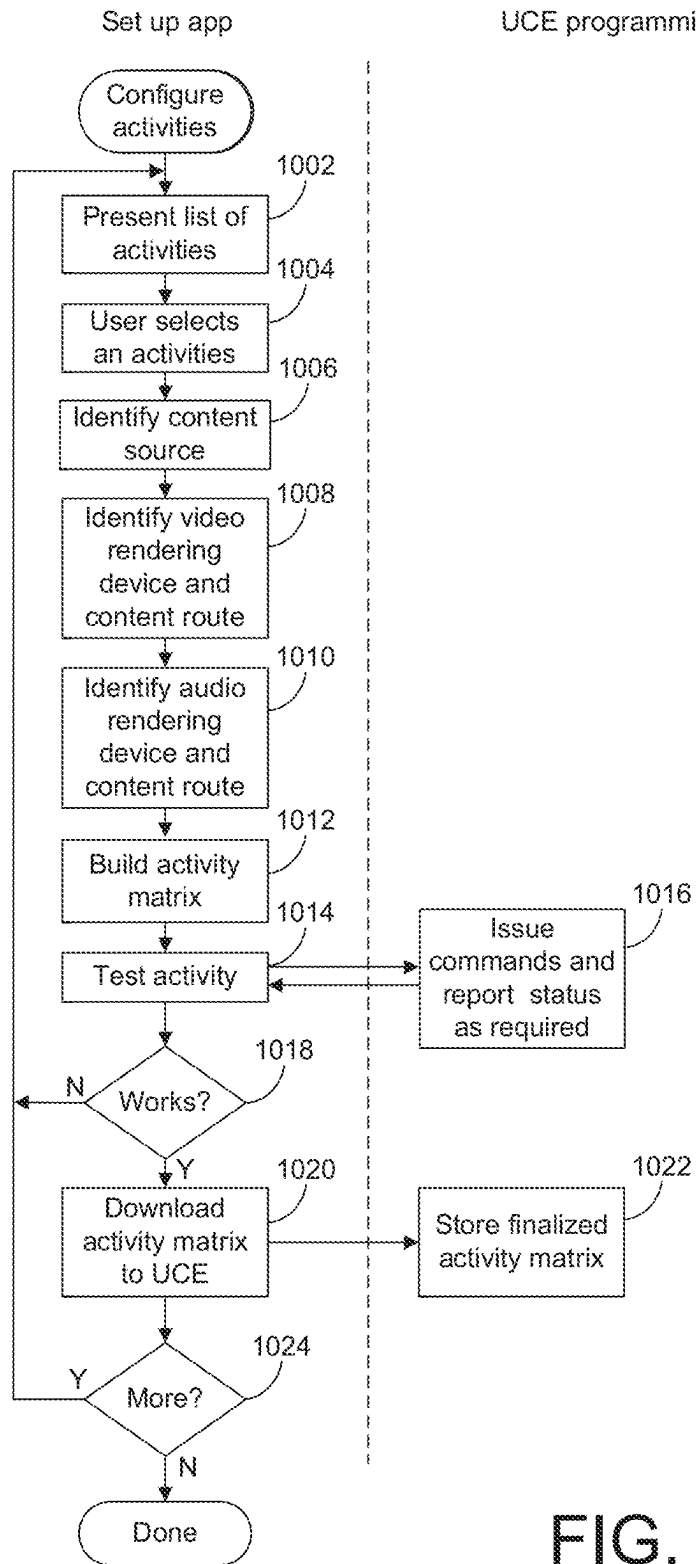 Set up app
UCE programmi
Configure
activities
1002
Present list of
activities
1004
User selects
an activities
1006
Identify content
source
1008
Identify video
rendering
device and
content route
1010
Identify audio
rendering
device and
content route
1012
Build activity
matrix
1014
Test activity
1016
Issue
commands and
report status
as required
1018
Works?
N
Y
1020
Download
activity matrix
to UCE
1022
Store finalized
activity matrix
1024
More?
Y
N
Done
FIG.